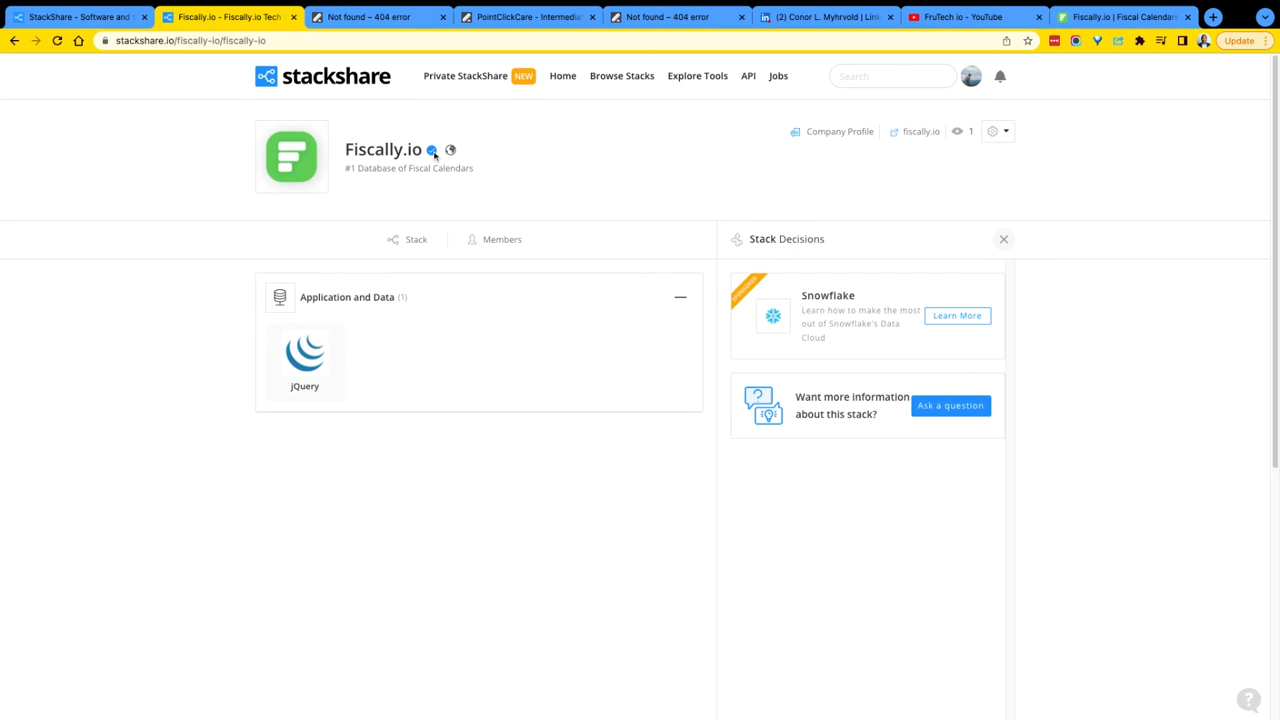 StackShare - Software and
Fiscally.io - Fiscally.io Tech
Not found – 404 error
PointClickCare - Intermedia
Not found – 404 error
(2) Conor L. Myhrvold | Link
FruTech io - YouTube
Fiscally.io | Fiscal Calendars
stackshare.io/fiscally-io/fiscally-io
Update
stackshare
Private StackShare NEW
Home
Browse Stacks
Explore Tools
API
Jobs
Search
Fiscally.io
#1 Database of Fiscal Calendars
Company Profile
fiscally.io
1
Stack
Members
Stack Decisions
Application and Data (1)
jQuery
SPONSORED
Snowflake
Learn how to make the most
out of Snowflake's Data
Cloud
Learn More
Want more information
about this stack?
Ask a question